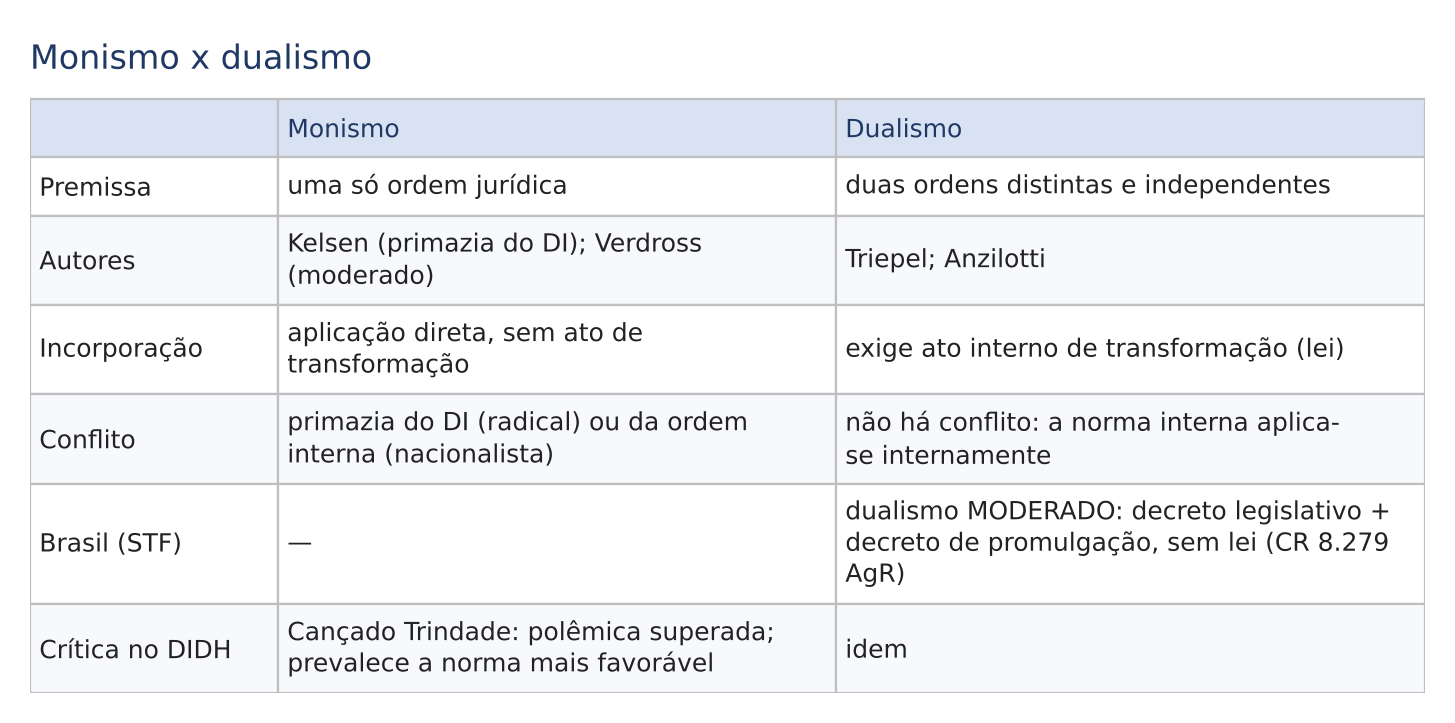 Monismo x dualismo
Monismo
Dualismo
Premissa
uma só ordem jurídica
duas ordens distintas e independentes
Autores
Kelsen (primazia do DI); Verdross
(moderado)
Triepel; Anzilotti
Incorporação
aplicação direta, sem ato de
transformação
exige ato interno de transformação (lei)
Conflito
primazia do DI (radical) ou da ordem
interna (nacionalista)
não há conflito: a norma interna aplica-
se internamente
Brasil (STF)
—
dualismo MODERADO: decreto legislativo +
decreto de promulgação, sem lei (CR 8.279
AgR)
Crítica no DIDH
Cançado Trindade: polêmica superada;
prevalece a norma mais favorável
idem